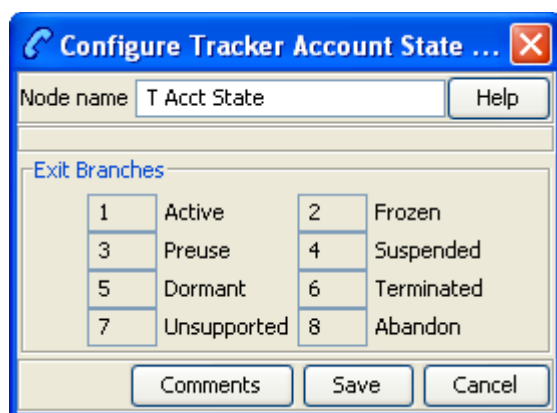 Configure Tracker Account State ...
Node name T Acct State Help
Exit Branches
1 Active 2 Frozen
3 Preuse 4 Suspended
5 Dormant 6 Terminated
7 Unsupported 8 Abandon
Comments Save Cancel